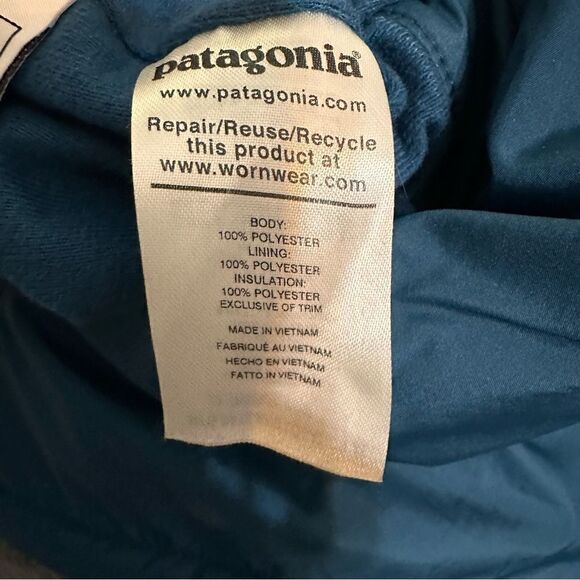 patagonia®
www.patagonia.com
Repair/Reuse/Recycle
this product at
www.wornwear.com
BODY:
100% POLYESTER
LINING:
100% POLYESTER
INSULATION:
100% POLYESTER
EXCLUSIVE OF TRIM
MADE IN VIETNAM
FABRIQUÉ AU VIETNAM
HECHO EN VIETNAM
FATTO IN VIETNAM